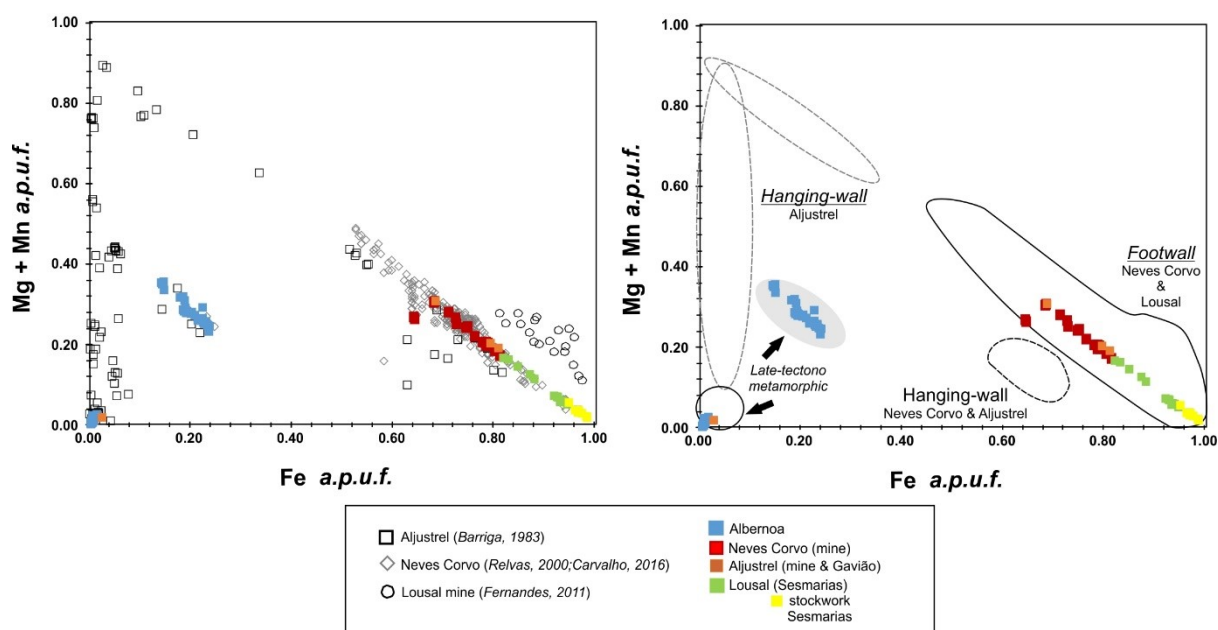 1.00
0.80
0.60
0.40
0.20
0.00
Mg + Mn a.p.u.f.
0.00
0.20
0.40
0.60
0.80
1.00
Fe a.p.u.f.
1.00
0.80
0.60
0.40
0.20
0.00
Mg + Mn a.p.u.f.
0.00
0.20
0.40
0.60
0.80
1.00
Fe a.p.u.f.
Hanging-wall
Aljustrel
Footwall
Neves Corvo
&
Lousal
Late-tectono
metamorphic
Hanging-wall
Neves Corvo & Aljustrel
Aljustrel (Barriga, 1983)
Neves Corvo (Relvas, 2000;Carvalho, 2016)
Lousal mine (Fernandes, 2011)
Albernoa
Neves Corvo (mine)
Aljustrel (mine & Gavião)
Lousal (Sesmarias)
stockwork
Sesmarias